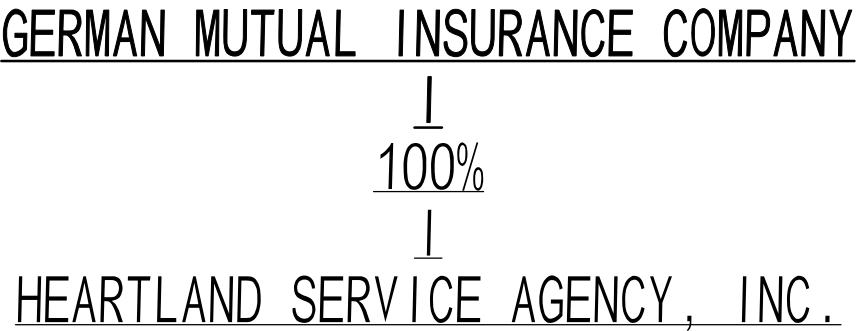 GERMAN MUTUAL INSURANCE COMPANY
|
100%
|
HEARTLAND SERVICE AGENCY, INC.